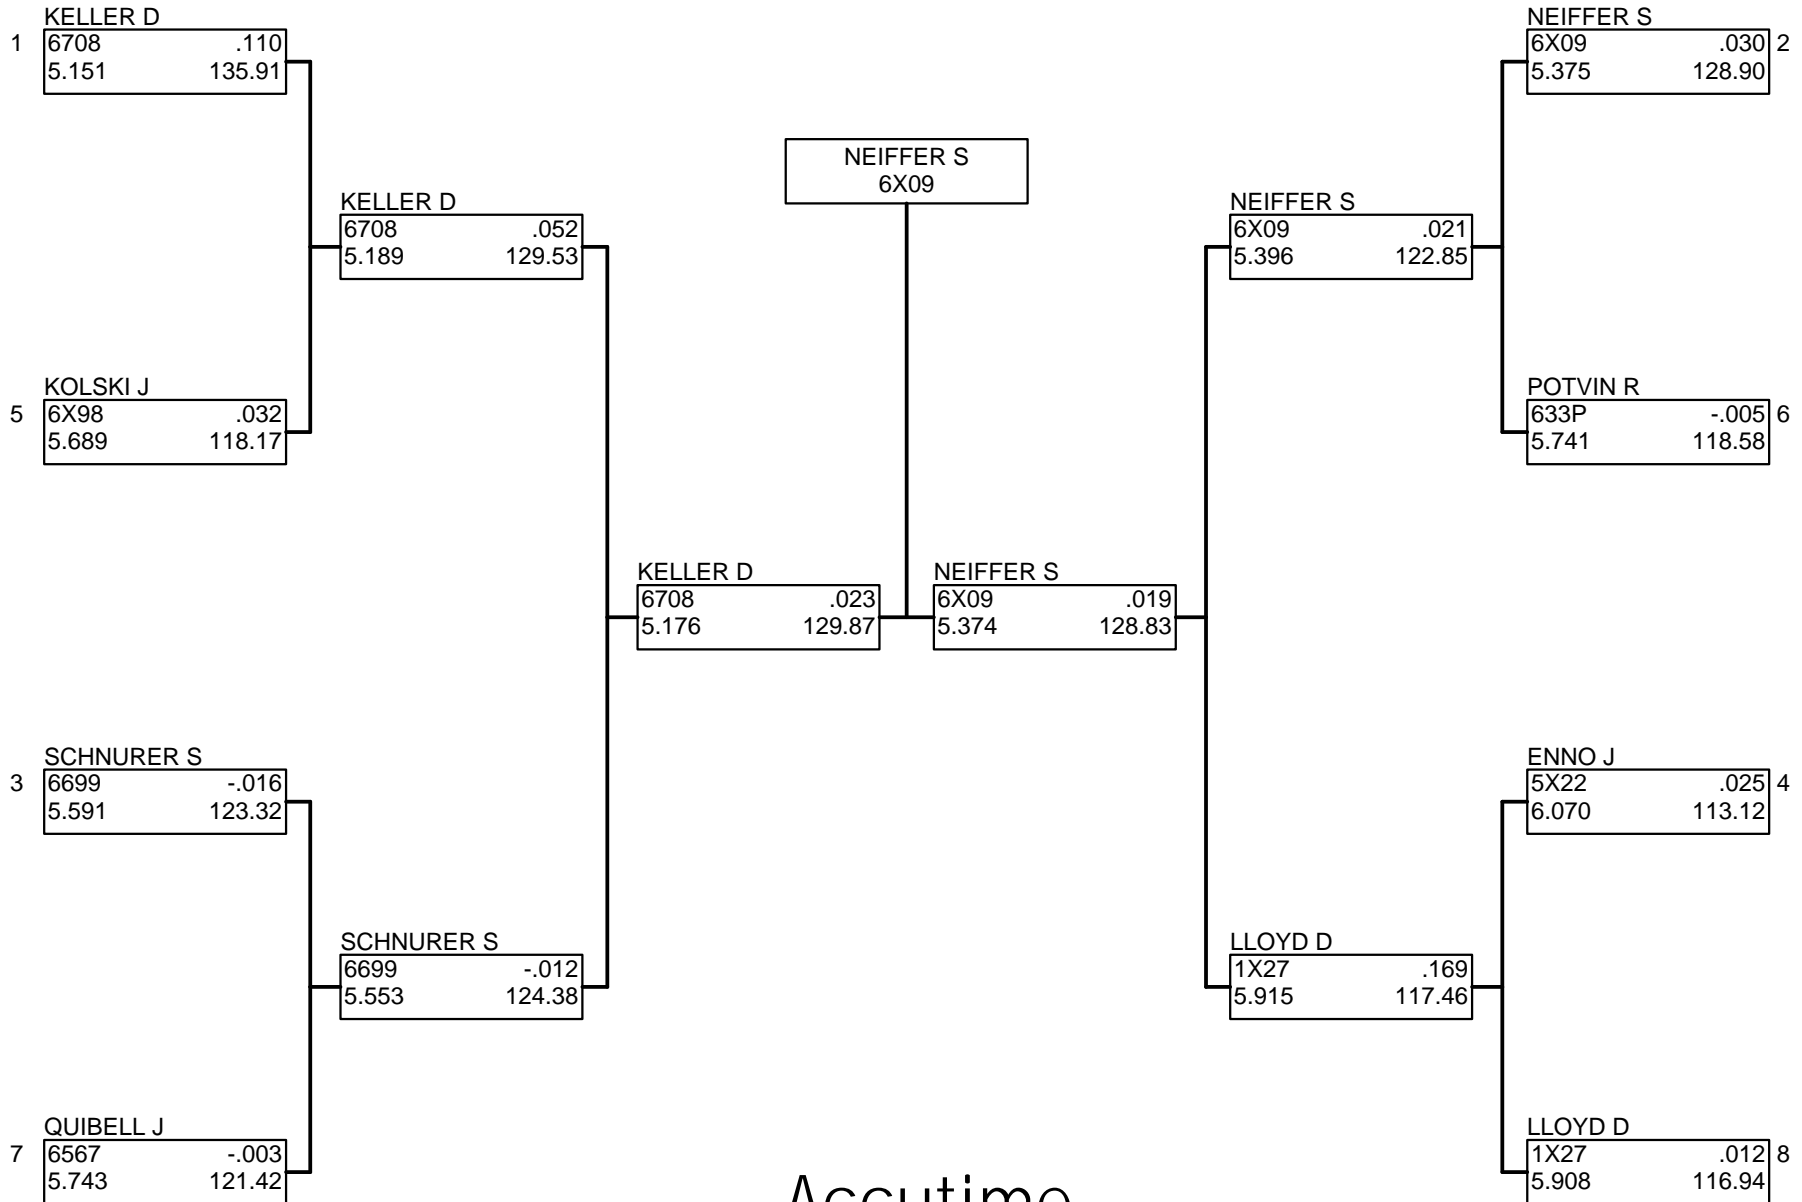 KELLER D
1 6708 .110
5.151 135.91
KOLSKI J
5 6X98 .032
5.689 118.17
SCHNURER S
3 6699 -.016
5.591 123.32
QUIBELL J
7 6567 -.003
5.743 121.42
KELLER D
6708 .052
5.189 129.53
SCHNURER S
6699 -.012
5.553 124.38
KELLER D
6708 .023
5.176 129.87
NEIFFER S
6X09
NEIFFER S
6X09 .019
5.374 128.83
NEIFFER S
6X09 .021
5.396 122.85
LLOYD D
1X27 .169
5.915 117.46
NEIFFER S
6X09 .030 2
5.375 128.90
POTVIN R
633P -.005 6
5.741 118.58
ENNO J
5X22 .025 4
6.070 113.12
LLOYD D
1X27 .012 8
5.908 116.94
Accutime